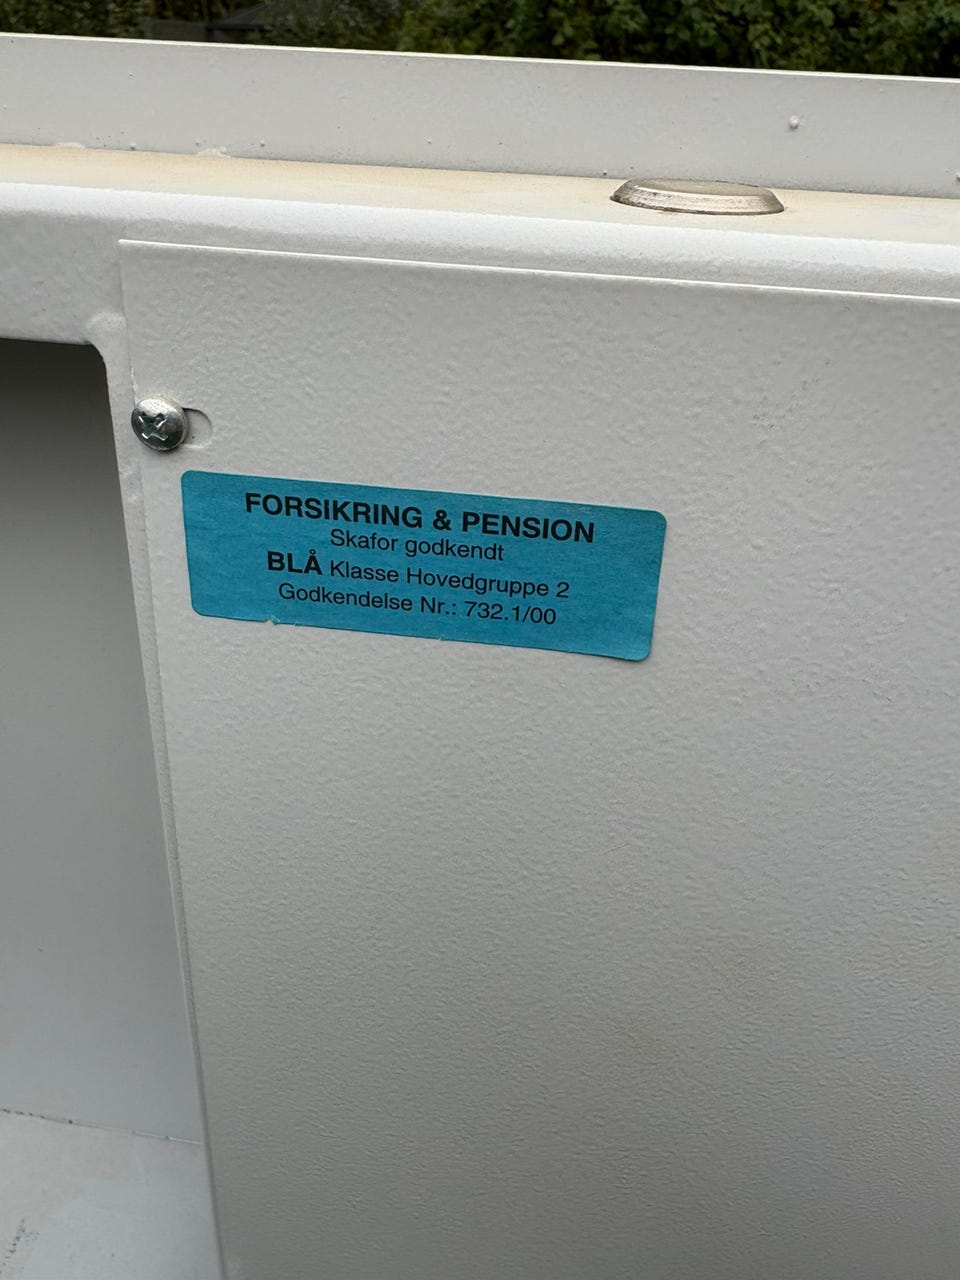 FORSIKRING & PENSION
Skafor godkendt
BLÅ Klasse Hovedgruppe 2
Godkendelse Nr.: 732.1/00